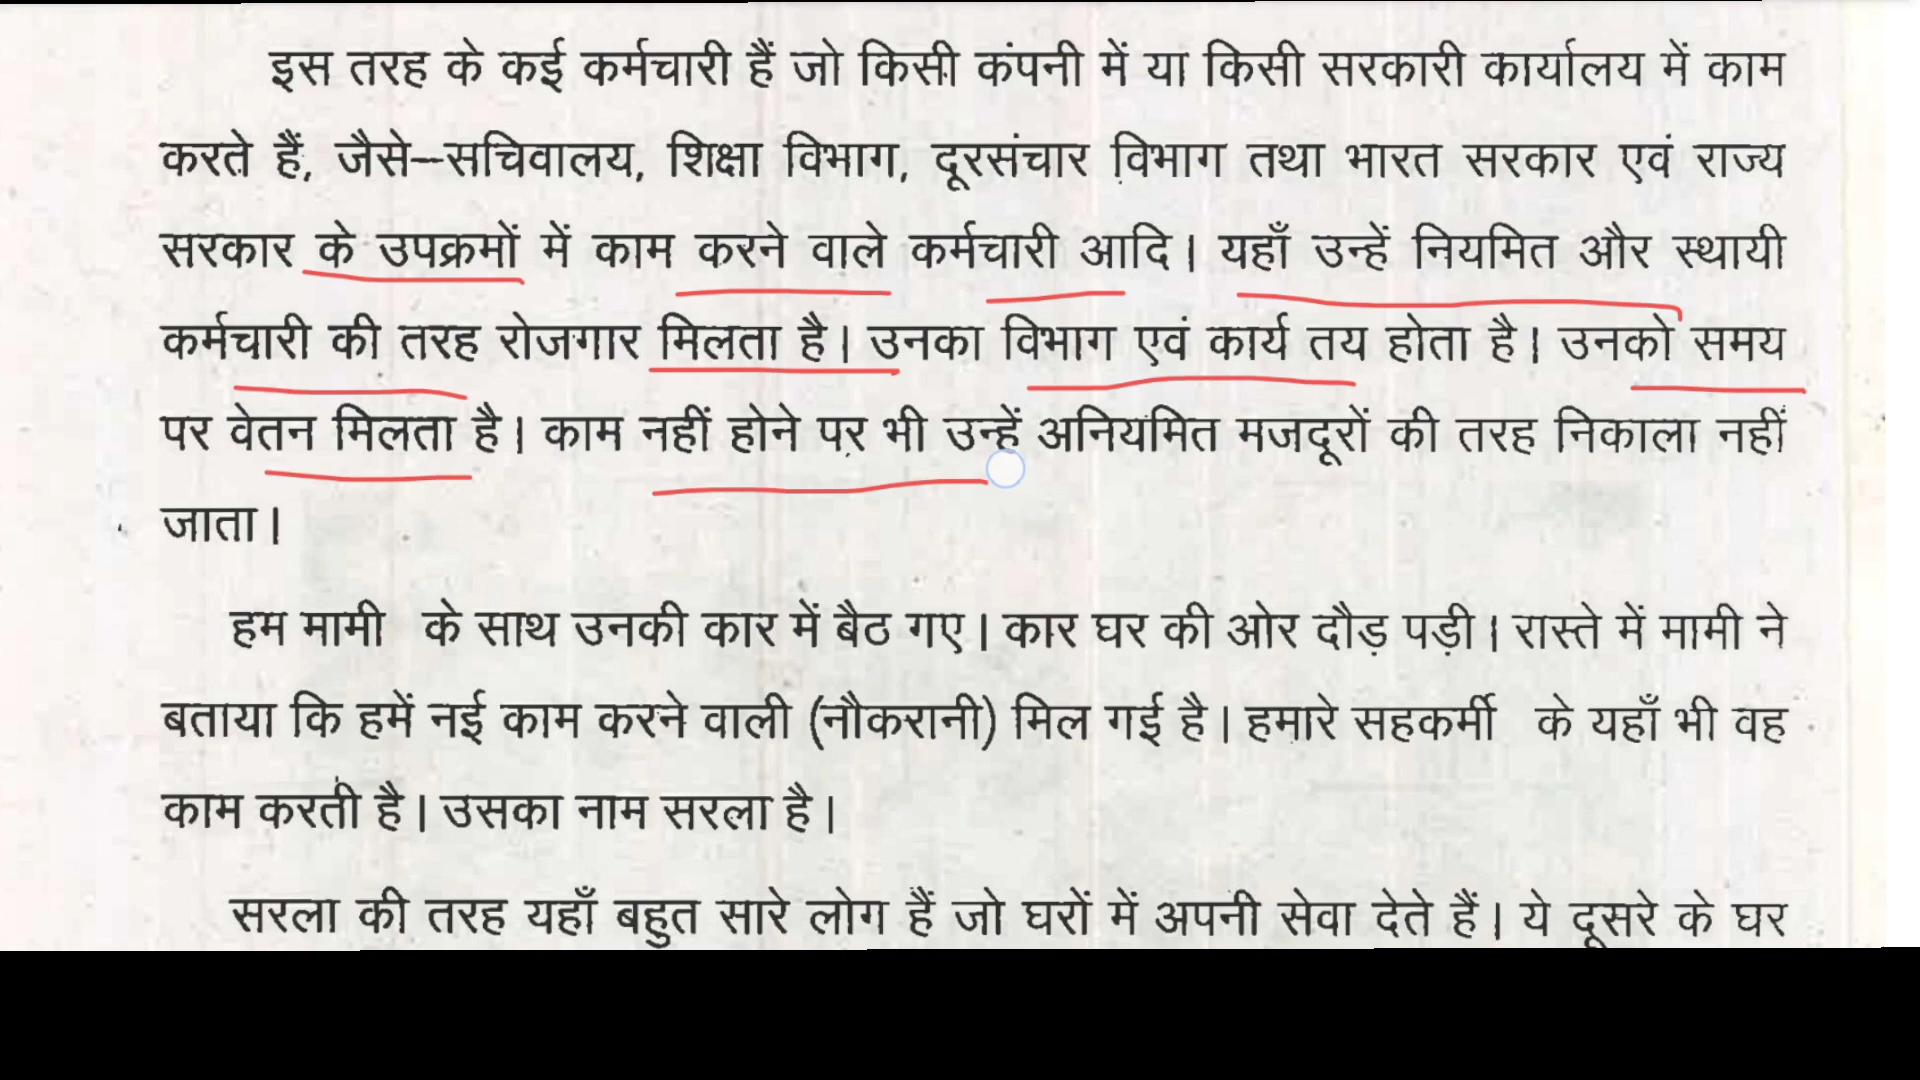 इस तरह के कई कर्मचारी हैं जो किसी कंपनी में या किसी सरकारी कार्यालय में काम
करते हैं, जैसे–सचिवालय, शिक्षा विभाग, दूरसंचार विभाग तथा भारत सरकार एवं राज्य
सरकार के उपक्रमों में काम करने वाले कर्मचारी आदि। यहाँ उन्हें नियमित और स्थायी
कर्मचारी की तरह रोजगार मिलता है। उनका विभाग एवं कार्य तय होता है। उनको समय
पर वेतन मिलता है। काम नहीं होने पर भी उन्हें अनियमित मजदूरों की तरह निकाला नहीं
जाता।
हम मामी के साथ उनकी कार में बैठ गए। कार घर की ओर दौड़ पड़ी। रास्ते में मामी ने
बताया कि हमें नई काम करने वाली (नौकरानी) मिल गई है। हमारे सहकर्मी के यहाँ भी वह
काम करती है। उसका नाम सरला है।
सरला की तरह यहाँ बहुत सारे लोग हैं जो घरों में अपनी सेवा देते हैं। ये दूसरे के घर